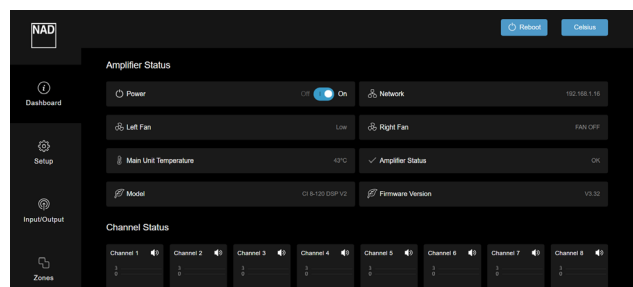 NAD
Reboot
Celsius
Amplifier Status
Dashboard
Power
Off
On
Network
192.168.1.16
Left Fan
Low
Right Fan
FAN OFF
Setup
Main Unit Temperature
43°C
Amplifier Status
OK
Model
CI 8-120 DSP V2
Firmware Version
V3.32
Input/Output
Channel Status
Channel 1
Channel 2
Channel 3
Channel 4
Channel 5
Channel 6
Channel 7
Channel 8
Zones